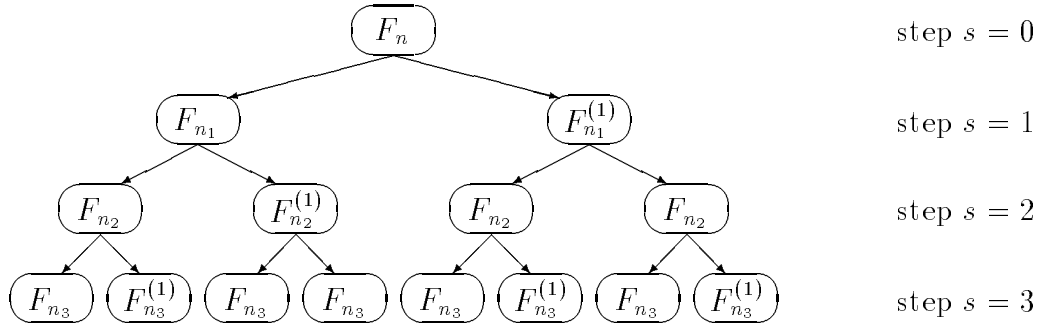 F_n step s = 0
F_{n_1} F_{n_1}^{(1)} step s = 1
F_{n_2} F_{n_2}^{(1)} F_{n_2} F_{n_2} step s = 2
F_{n_3} F_{n_3}^{(1)} F_{n_3} F_{n_3} F_{n_3} F_{n_3}^{(1)} F_{n_3} F_{n_3}^{(1)} step s = 3